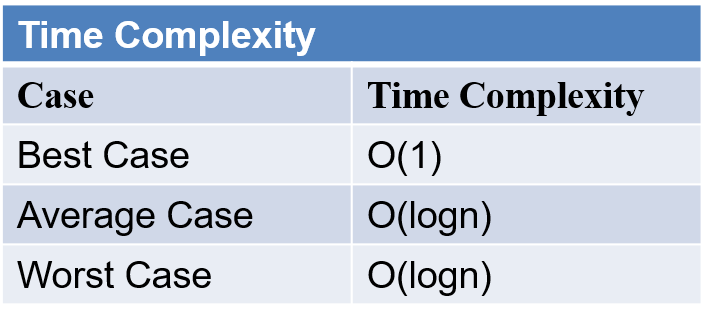 Time Complexity
Case Time Complexity
Best Case O(1)
Average Case O(logn)
Worst Case O(logn)